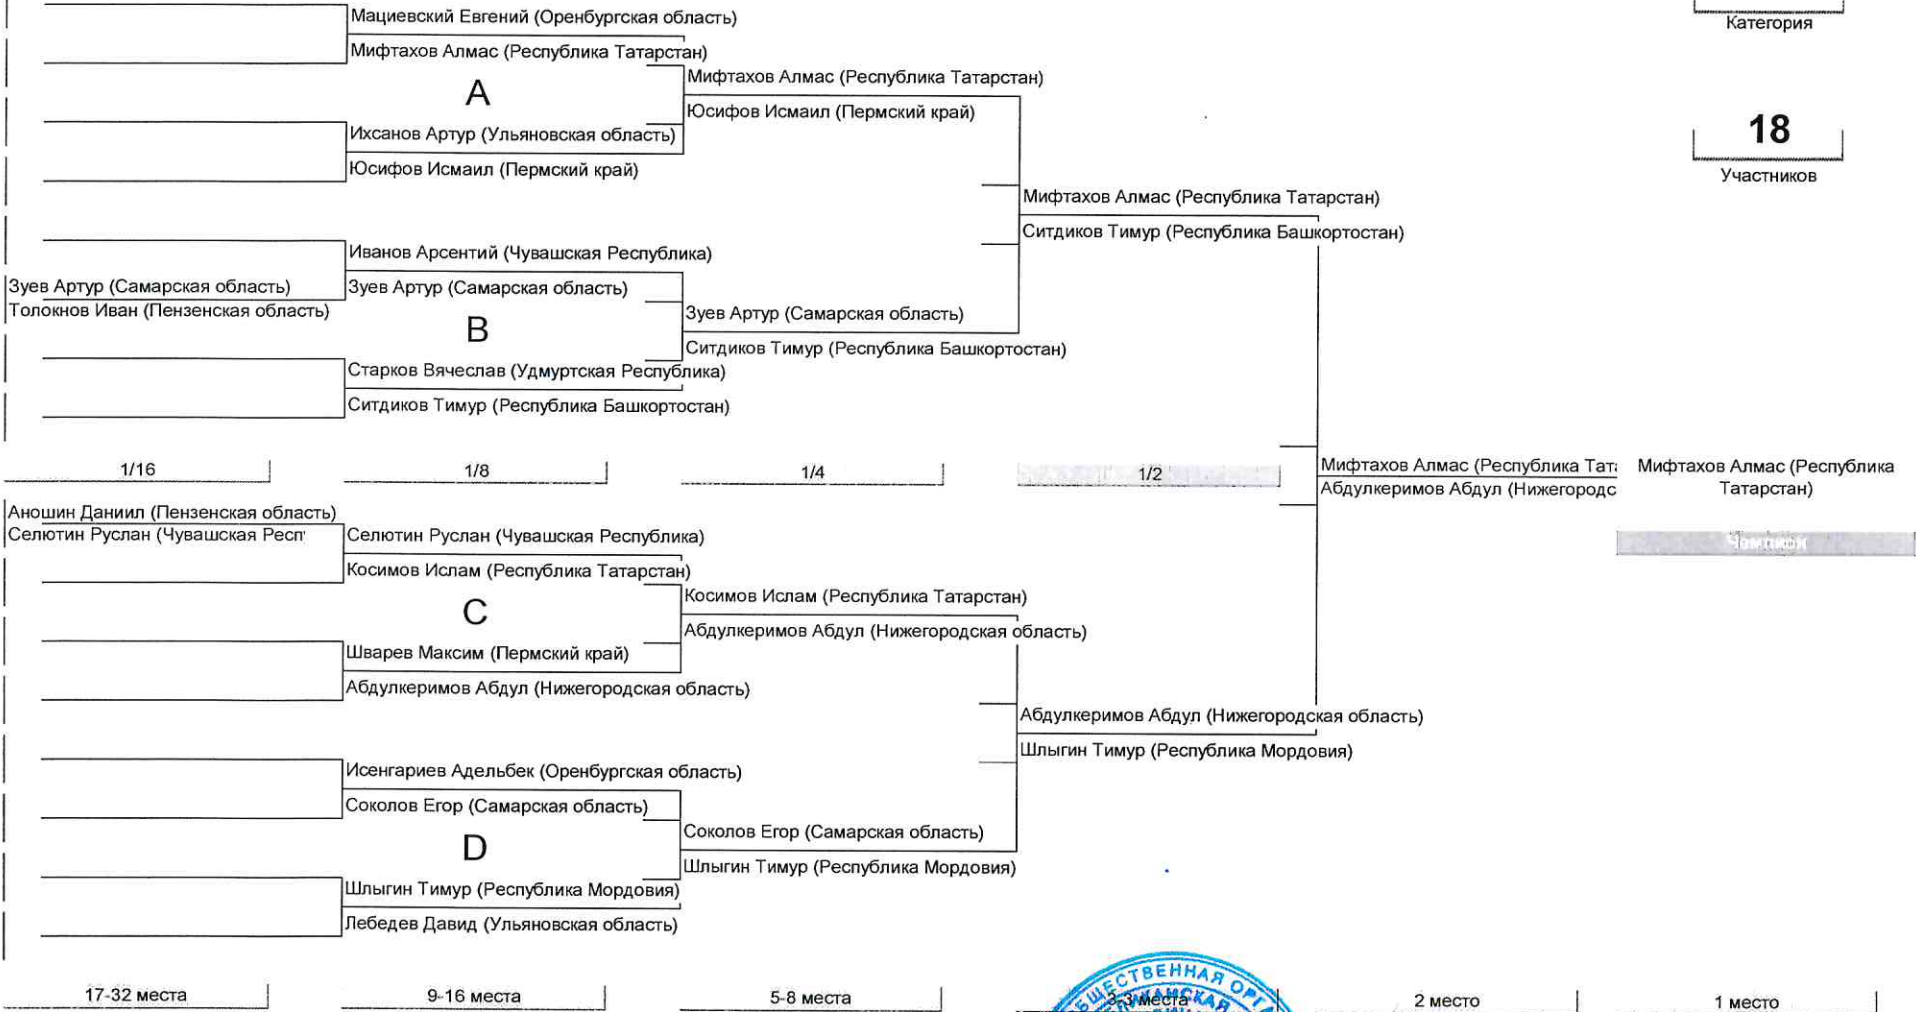 Мациевский Евгений (Оренбургская область)
Мифтахов Алмас (Республика Татарстан)
Категория
Мифтахов Алмас (Республика Татарстан)
A
Юсифов Исмаил (Пермский край)
18
Ихсанов Артур (Ульяновская область)
Юсифов Исмаил (Пермский край)
Участников
Мифтахов Алмас (Республика Татарстан)
Ситдиков Тимур (Республика Башкортостан)
Иванов Арсентий (Чувашская Республика)
Зуев Артур (Самарская область)
Зуев Артур (Самарская область)
Толокнов Иван (Пензенская область)
Зуев Артур (Самарская область)
B
Ситдиков Тимур (Республика Башкортостан)
Старков Вячеслав (Удмуртская Республика)
Ситдиков Тимур (Республика Башкортостан)
1/16
1/8
1/4
1/2
Мифтахов Алмас (Республика Тата
Абдулкеримов Абдул (Нижегородс
Мифтахов Алмас (Республика
Татарстан)
Чемпион
Аношин Даниил (Пензенская область)
Селютин Руслан (Чувашская Респ
Селютин Руслан (Чувашская Республика)
Косимов Ислам (Республика Татарстан)
Косимов Ислам (Республика Татарстан)
C
Абдулкеримов Абдул (Нижегородская область)
Шварев Максим (Пермский край)
Абдулкеримов Абдул (Нижегородская область)
Абдулкеримов Абдул (Нижегородская область)
Шлыгин Тимур (Республика Мордовия)
Исенгариев Адельбек (Оренбургская область)
Соколов Егор (Самарская область)
Соколов Егор (Самарская область)
D
Шлыгин Тимур (Республика Мордовия)
Шлыгин Тимур (Республика Мордовия)
Лебедев Давид (Ульяновская область)
17-32 места
9-16 места
5-8 места
3-3 места
2 место
1 место